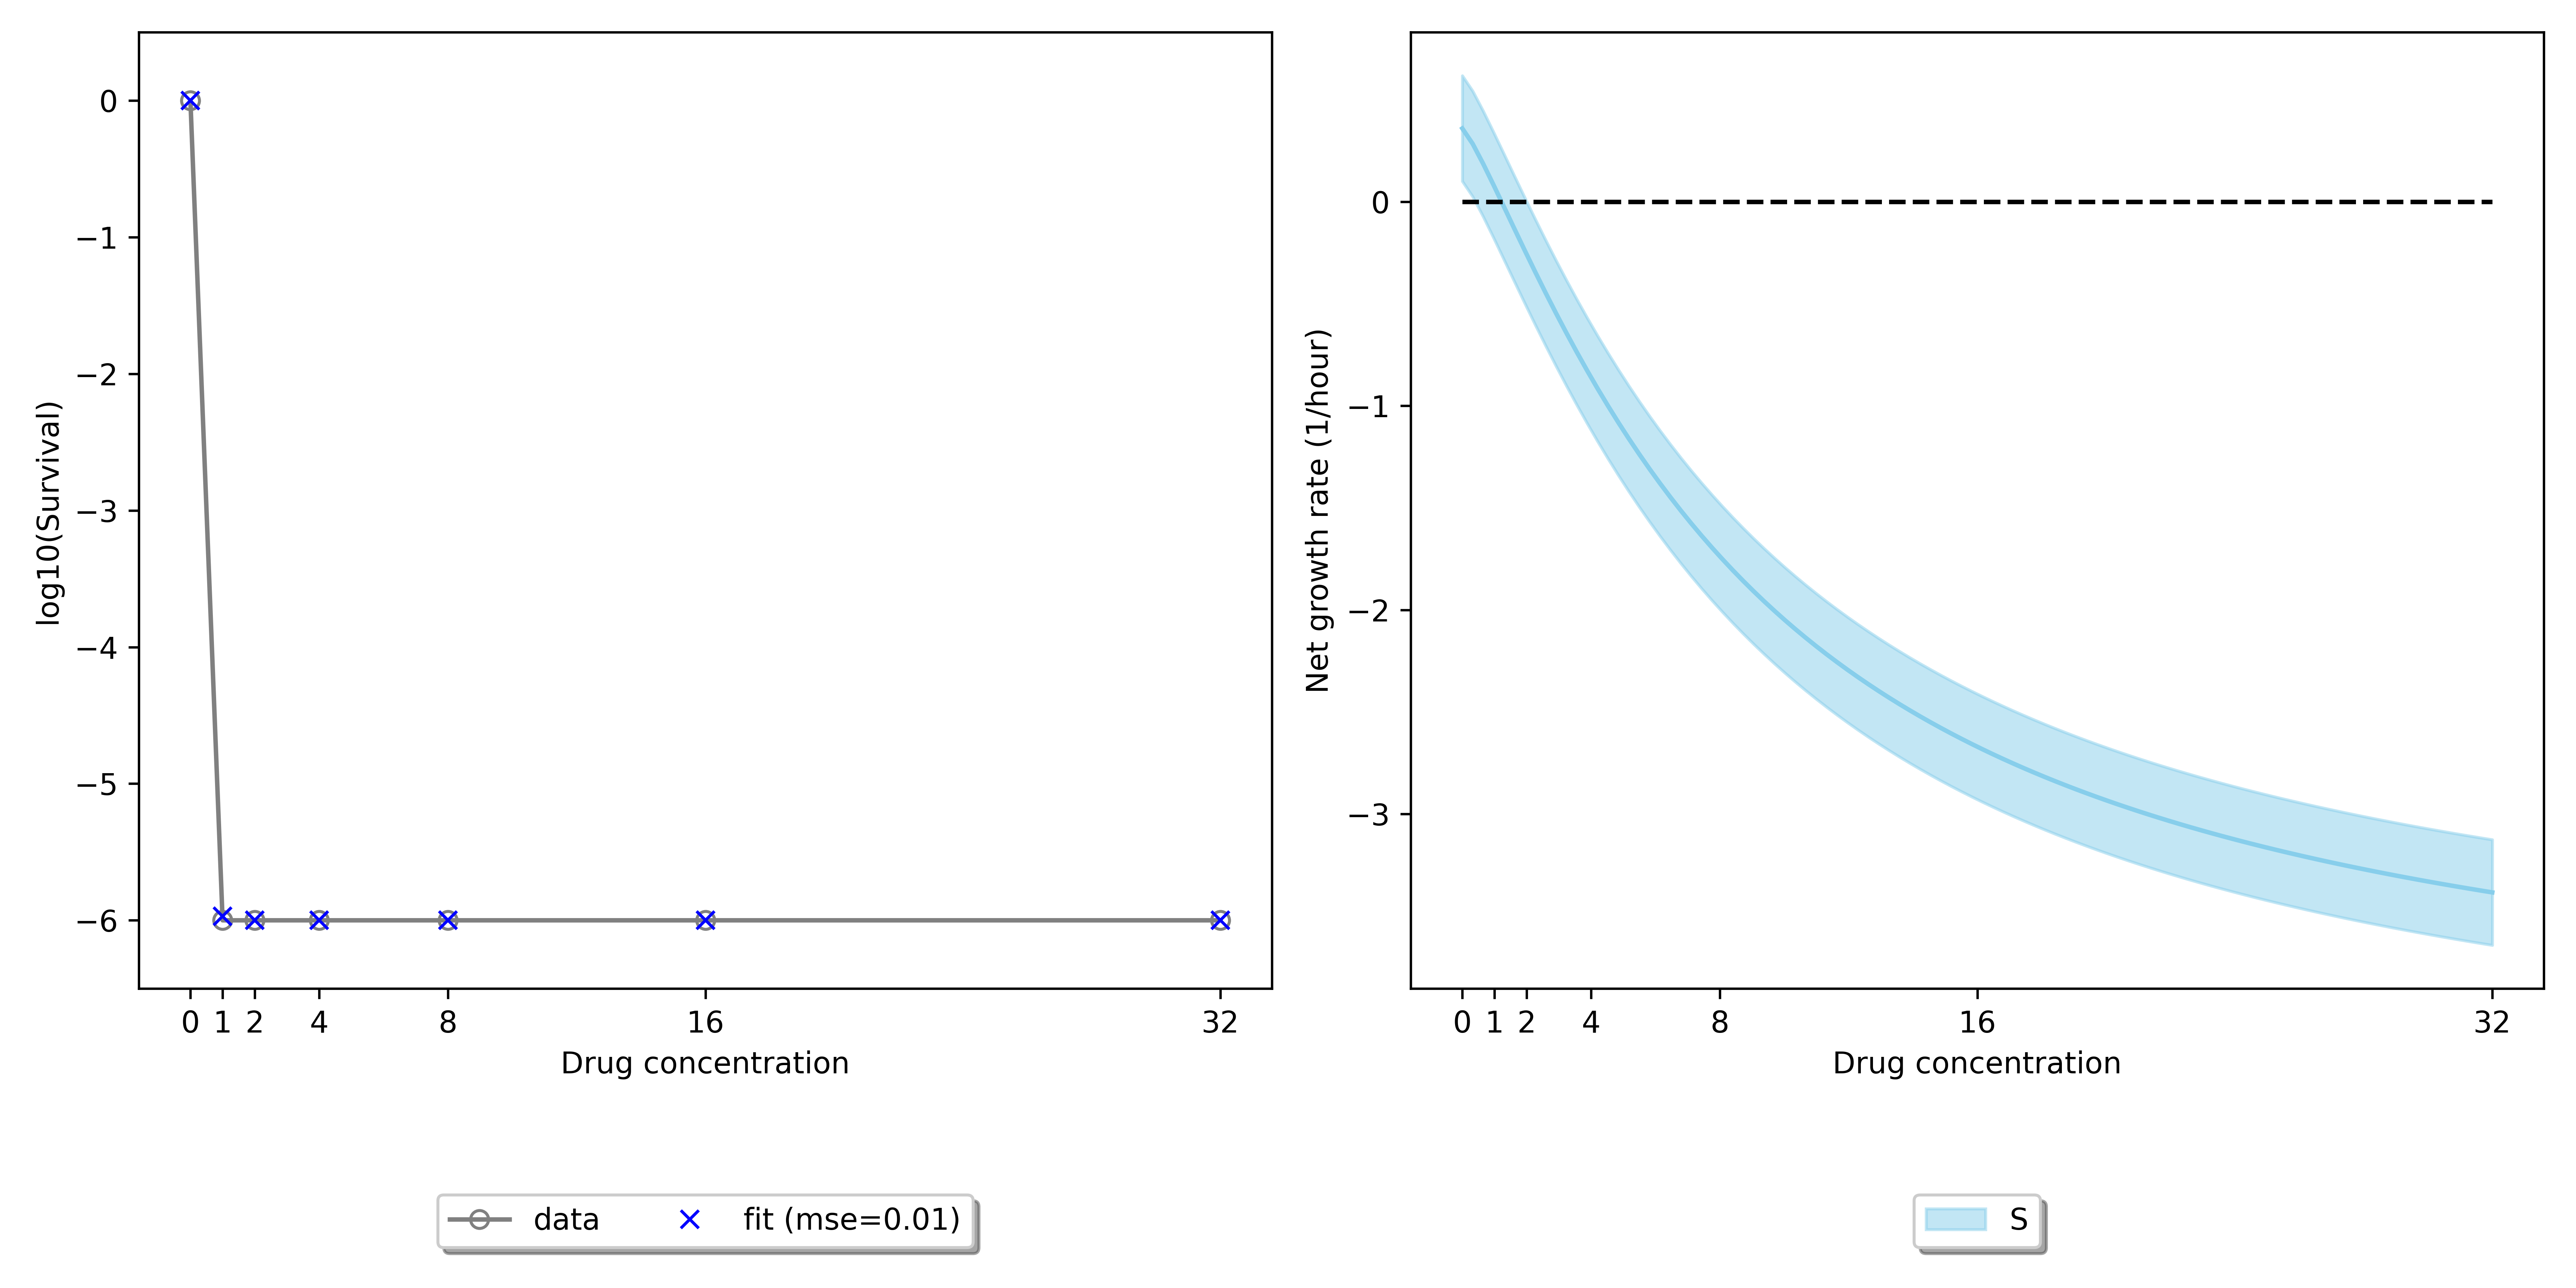 log10(Survival)
0
−1
−2
−3
−4
−5
−6
0 1 2 4 8 16 32
Drug concentration
data fit (mse=0.01)
Net growth rate (1/hour)
0
−1
−2
−3
0 1 2 4 8 16 32
Drug concentration
S